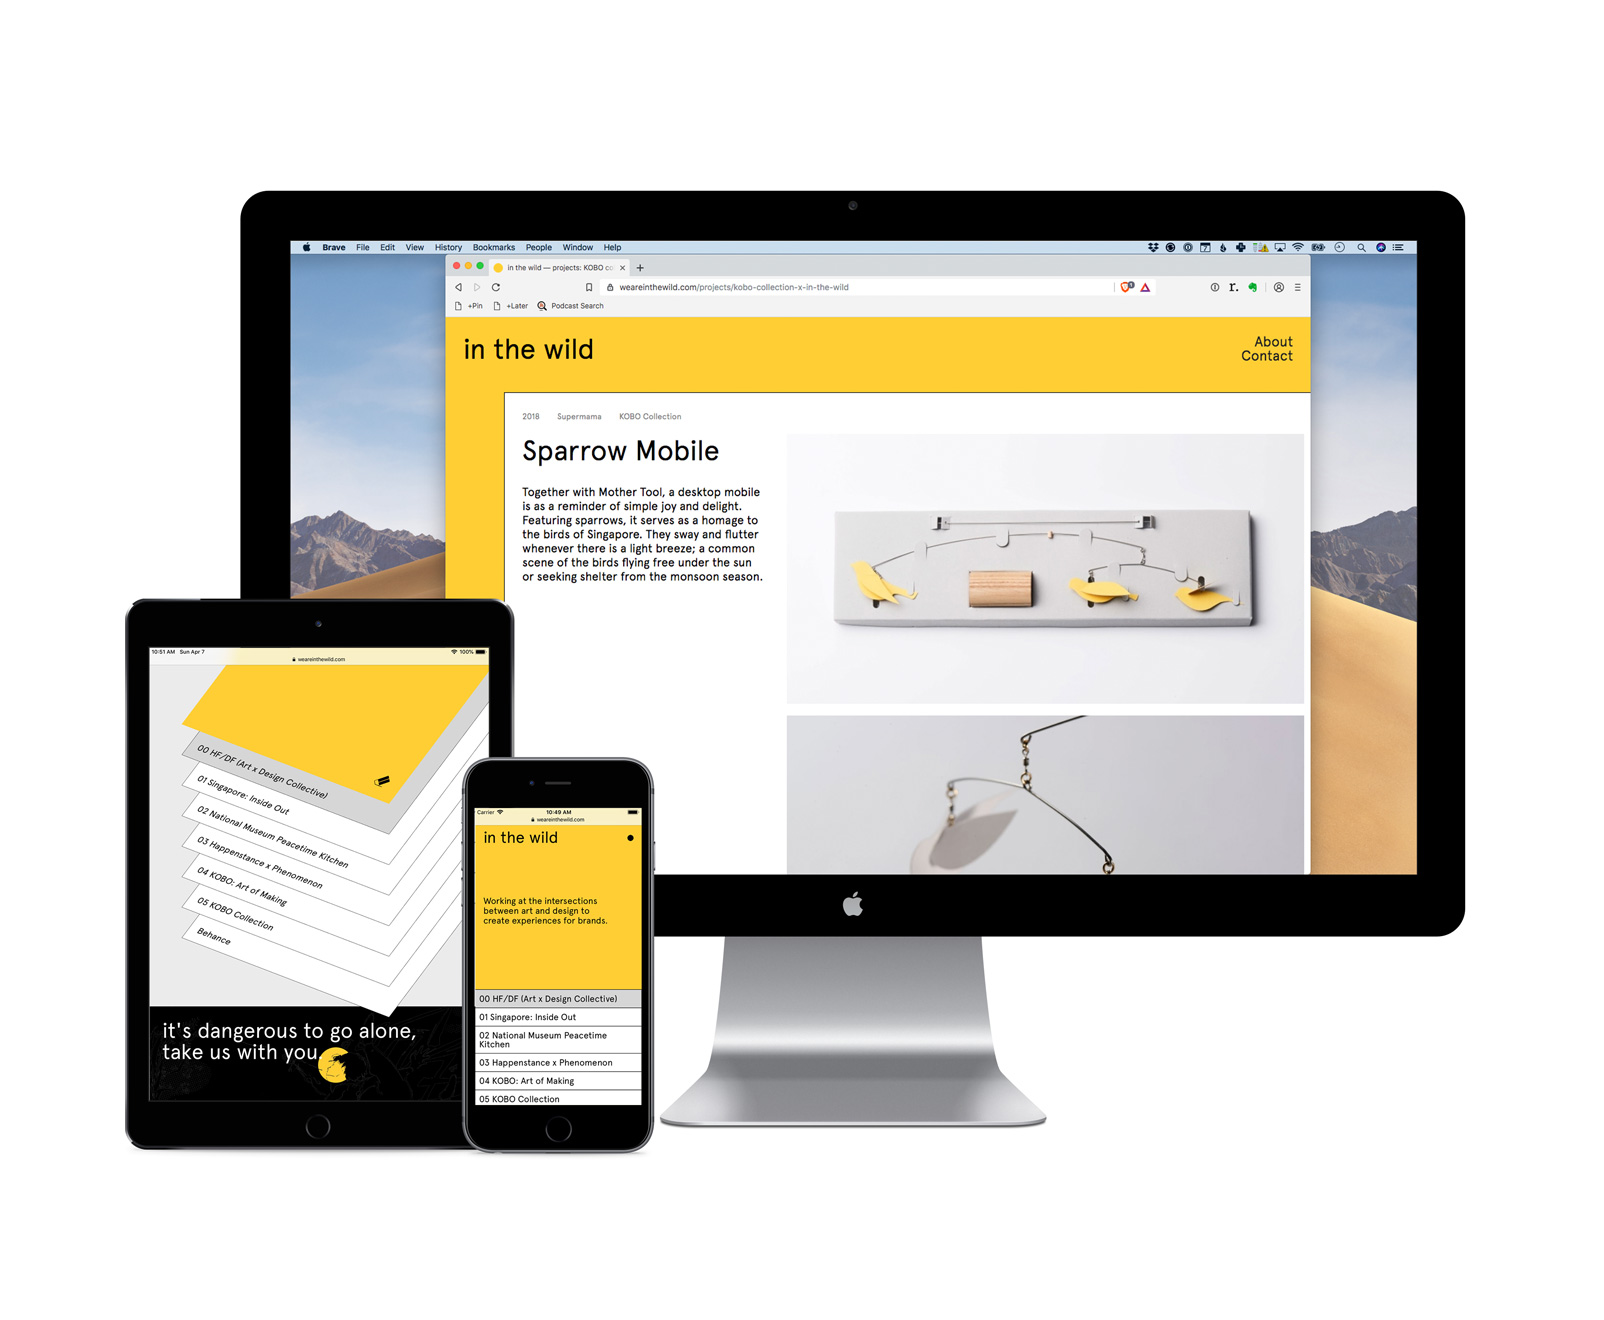 Brave File Edit View History Bookmarks People Window Help
in the wild — projects: KOBO co
weareinthewild.com/projects/kobo-collection-x-in-the-wild
+Pin +Later Podcast Search
in the wild
About
Contact
2018 Supermama KOBO Collection
Sparrow Mobile
Together with Mother Tool, a desktop mobile
is as a reminder of simple joy and delight.
Featuring sparrows, it serves as a homage to
the birds of Singapore. They sway and flutter
whenever there is a light breeze; a common
scene of the birds flying free under the sun
or seeking shelter from the monsoon season.
10:51 AM Sun Apr 7
100%
weareinthewild.com
00 HF/DF (Art x Design Collective)
01 Singapore: Inside Out
02 National Museum Peacetime Kitchen
03 Happenstance x Phenomenon
04 KOBO: Art of Making
05 KOBO Collection
Behance
it's dangerous to go alone,
take us with you.
Carrier 10:49 AM
weareinthewild.com
in the wild
Working at the intersections
between art and design to
create experiences for brands.
00 HF/DF (Art x Design Collective)
01 Singapore: Inside Out
02 National Museum Peacetime
Kitchen
03 Happenstance x Phenomenon
04 KOBO: Art of Making
05 KOBO Collection